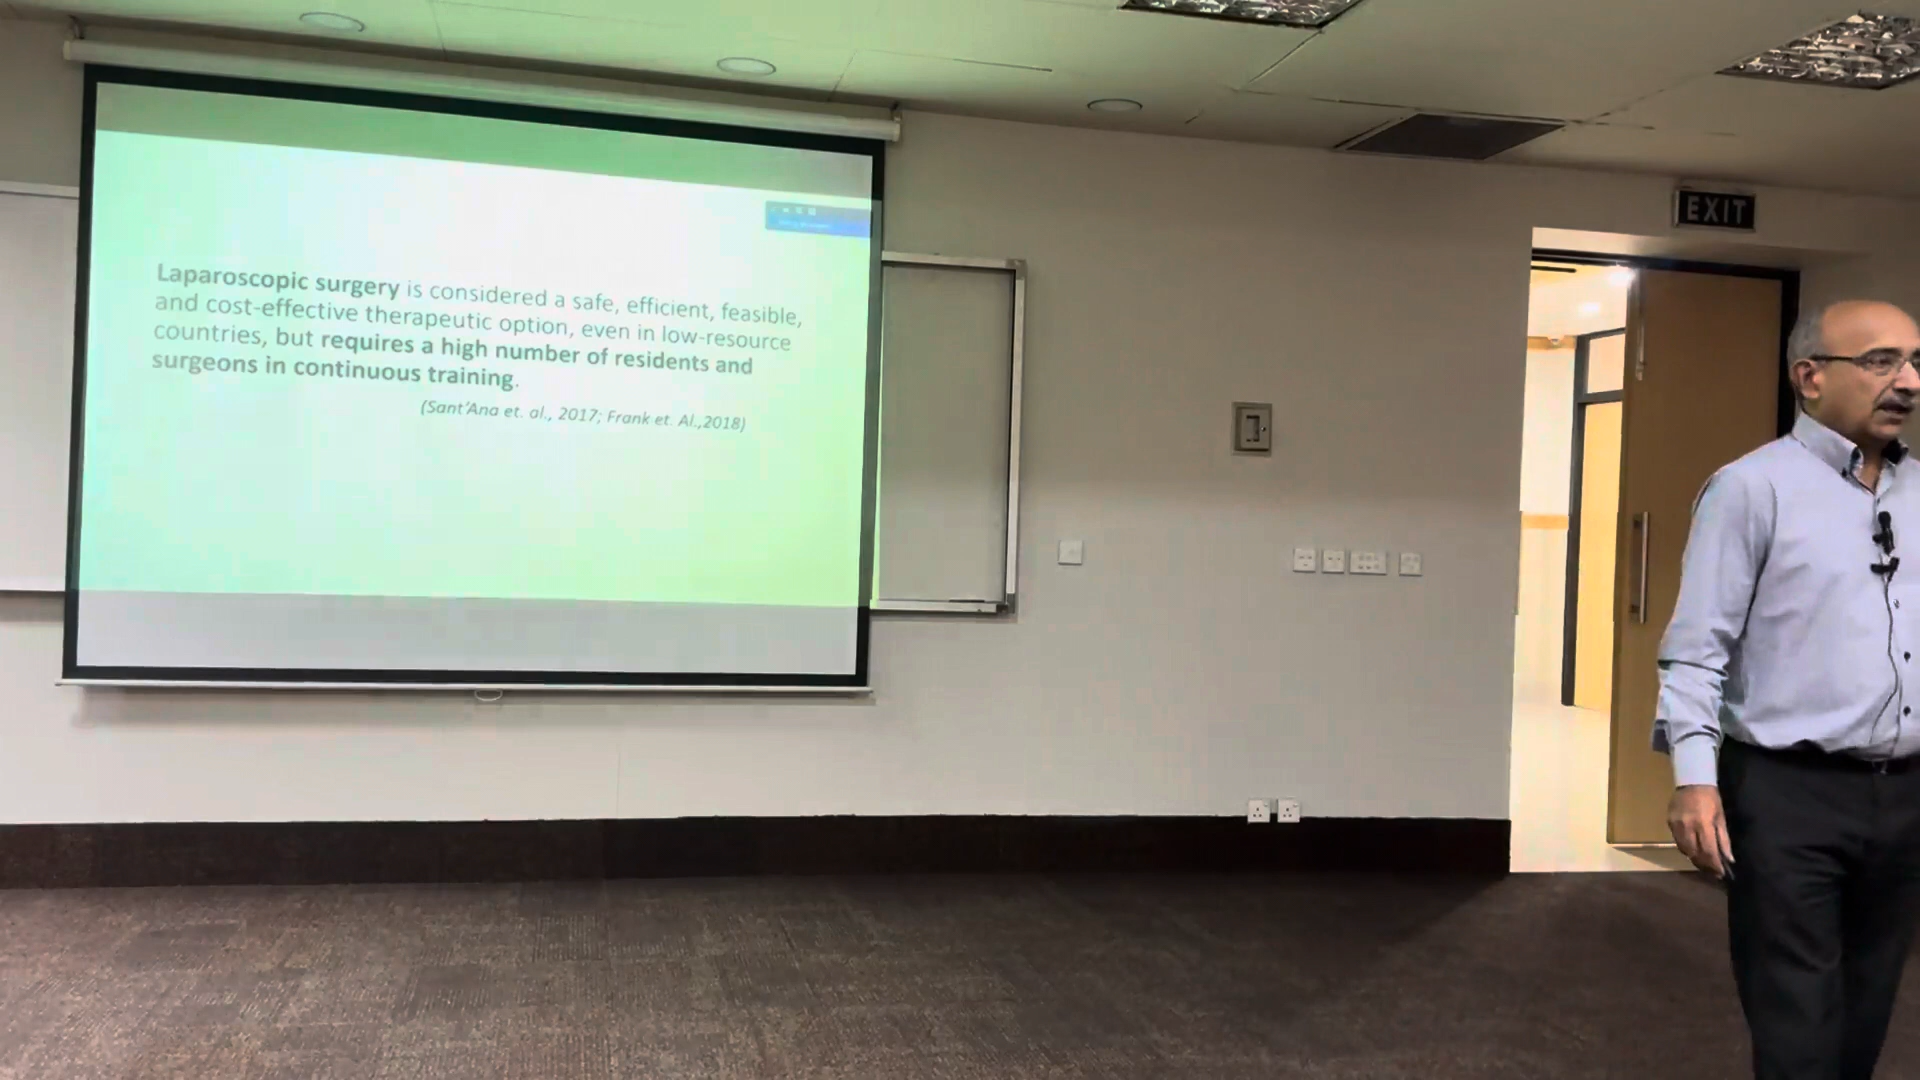 Laparoscopic surgery is considered a safe, efficient, feasible,
and cost-effective therapeutic option, even in low-resource
countries, but requires a high number of residents and
surgeons in continuous training.
(Sant'Ana et. al., 2017; Frank et. Al.,2018)
EXIT